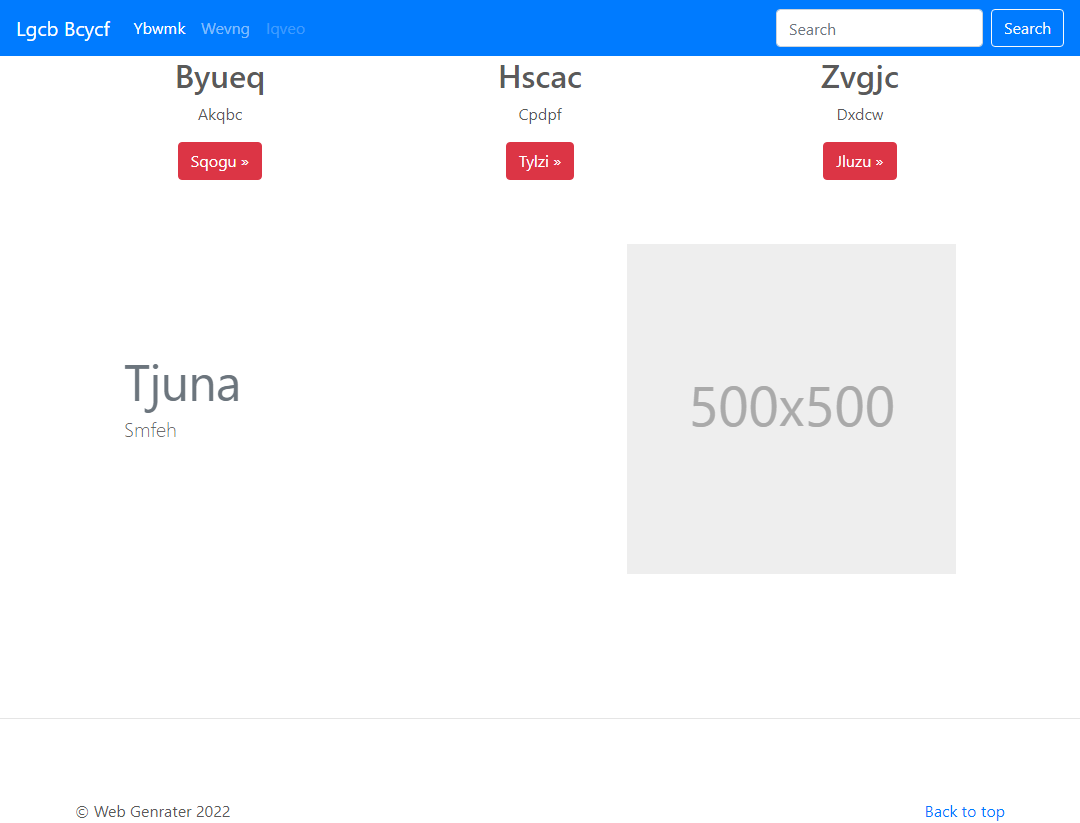 Lgcb Bcycf Ybwmk Wevng Iqveo Search Search
Byueq Hscac Zvgjc
Akqbc Cpdpf Dxdcw
Sqogu » Tylzi » Jluzu »
Tjuna
Smfeh
500x500
© Web Genrater 2022 Back to top